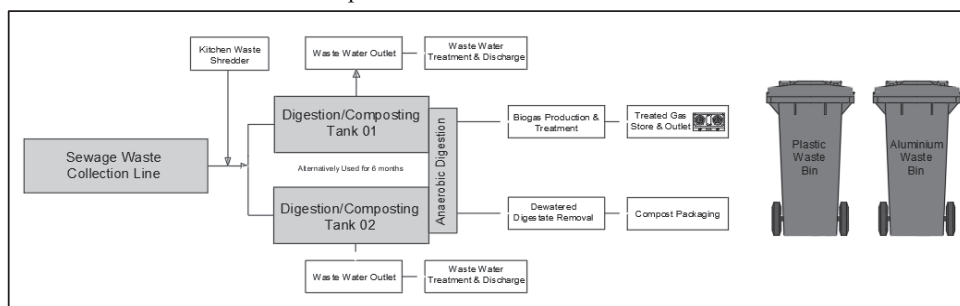 Kitchen Waste
Shredder
Waste Water Outlet
Waste Water
Treatment & Discharge
Digestion/Composting
Tank 01
Sewage Waste
Collection Line
Alternatively Used for 6 months
Anaerobic Digestion
Digestion/Composting
Tank 02
Waste Water Outlet
Waste Water
Treatment & Discharge
Biogas Production &
Treatment
Treated Gas
Store & Outlet
Dewatered
Digestate Removal
Compost Packaging
Plastic
Waste
Bin
Aluminium
Waste
Bin